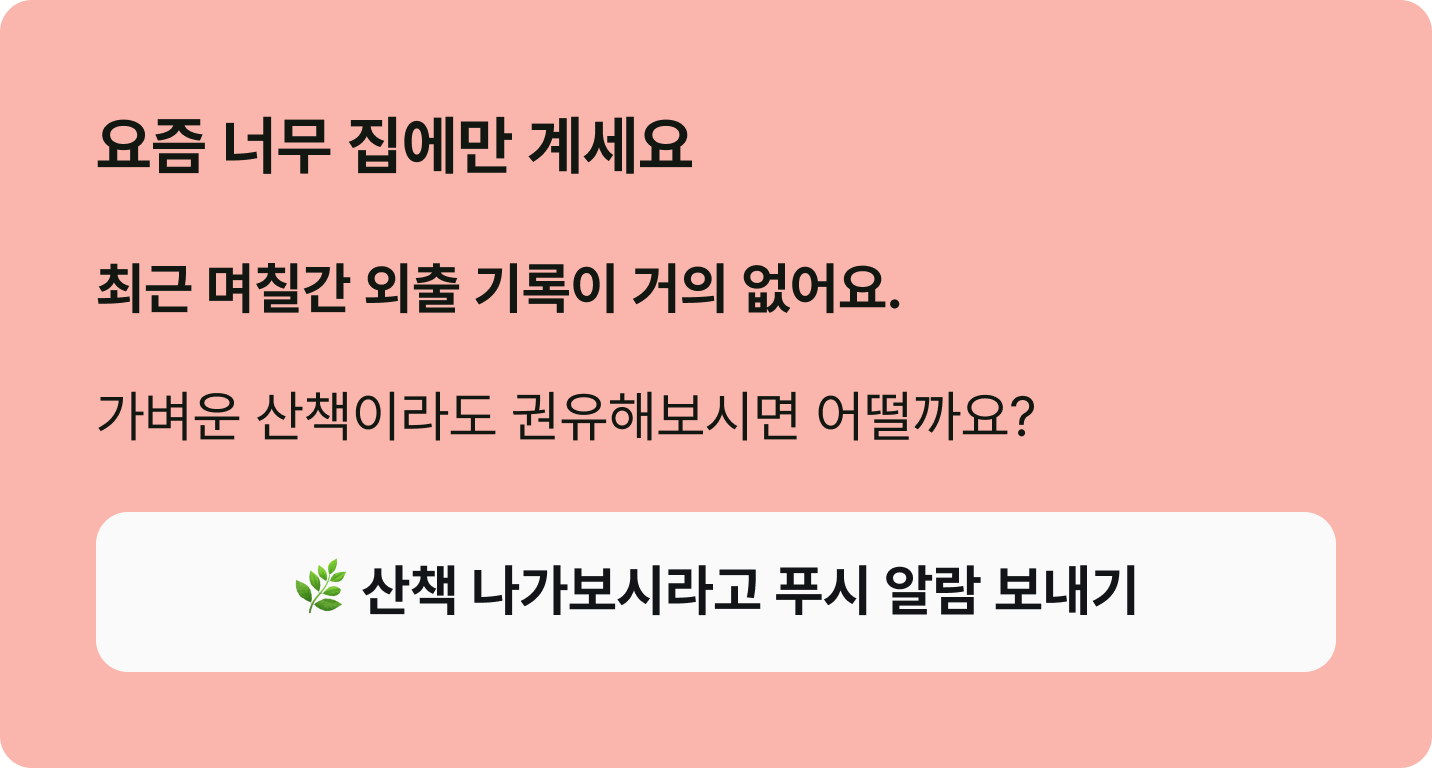 요즘 너무 집에만 계세요
최근 며칠간 외출 기록이 거의 없어요.
가벼운 산책이라도 권유해보시면 어떨까요?
🌿 산책 나가보시라고 푸시 알람 보내기